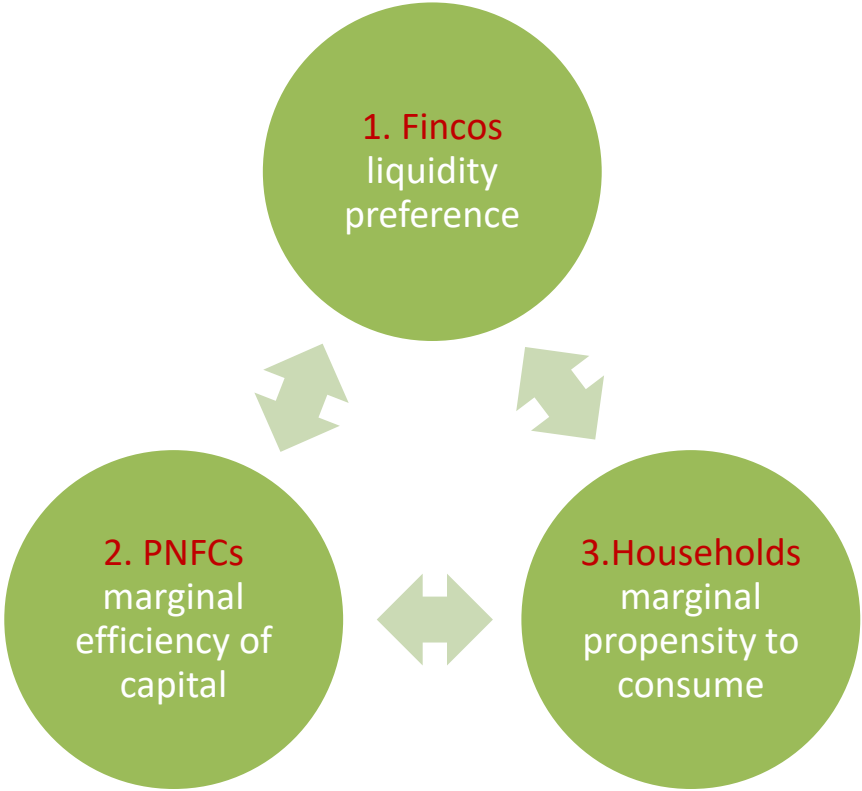 1. Fincos
liquidity
preference
2. PNFCs
marginal
efficiency of
capital
3.Households
marginal
propensity to
consume